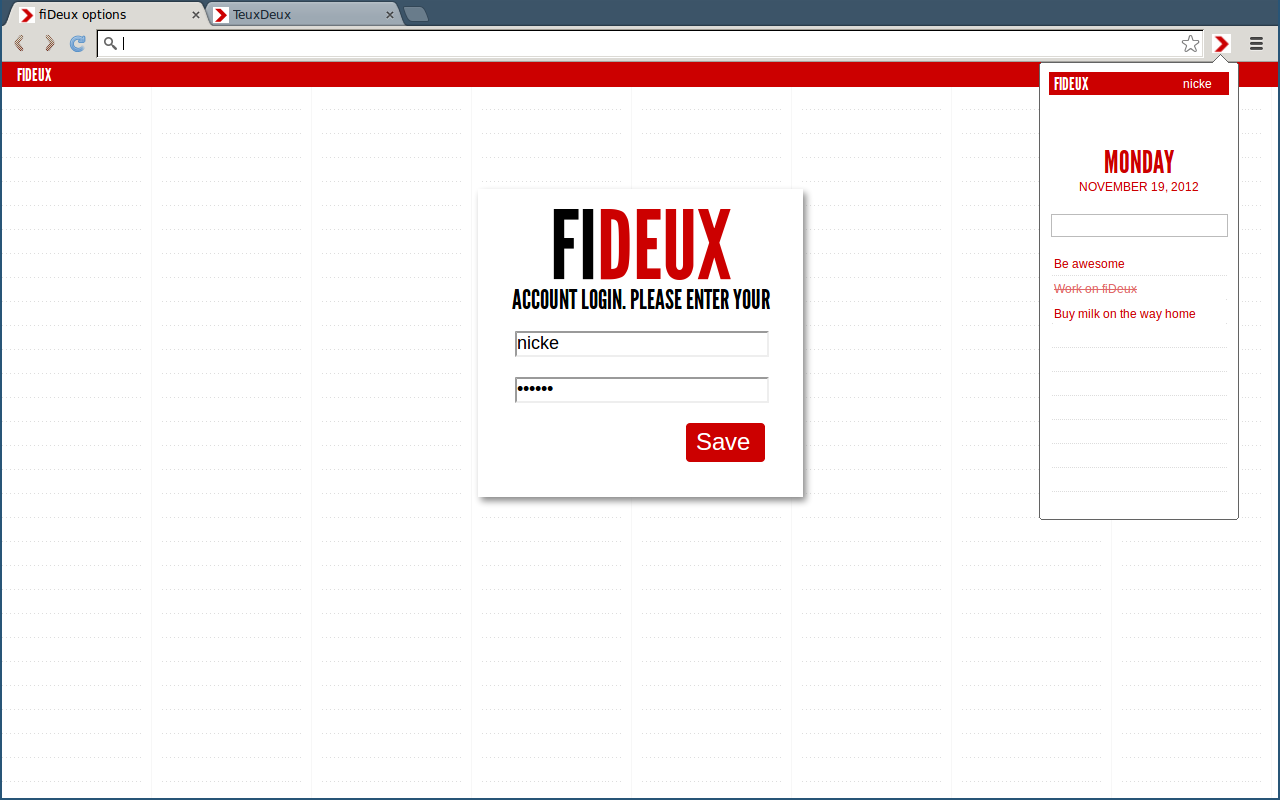 fiDeux options
TeuxDeux
FIDEUX
FIDEUX
nicke
MONDAY
NOVEMBER 19, 2012
Be awesome
Work on fiDeux
Buy milk on the way home
FIDEUX
ACCOUNT LOGIN. PLEASE ENTER YOUR
nicke
••••••
Save